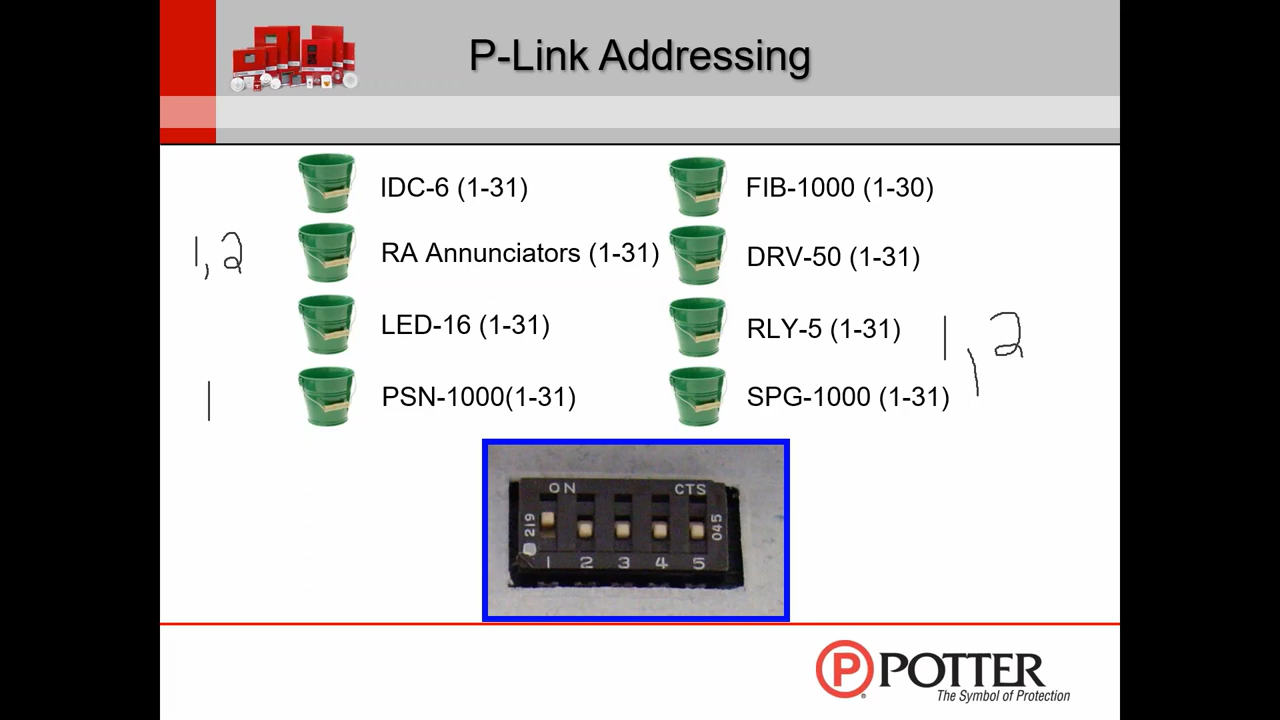 P-Link Addressing
IDC-6 (1-31)
FIB-1000 (1-30)
1,2
RA Annunciators (1-31)
DRV-50 (1-31)
LED-16 (1-31)
RLY-5 (1-31)
1,2
1
PSN-1000(1-31)
SPG-1000 (1-31)
ON CTS
219
045
1 2 3 4 5
P POTTER
The Symbol of Protection